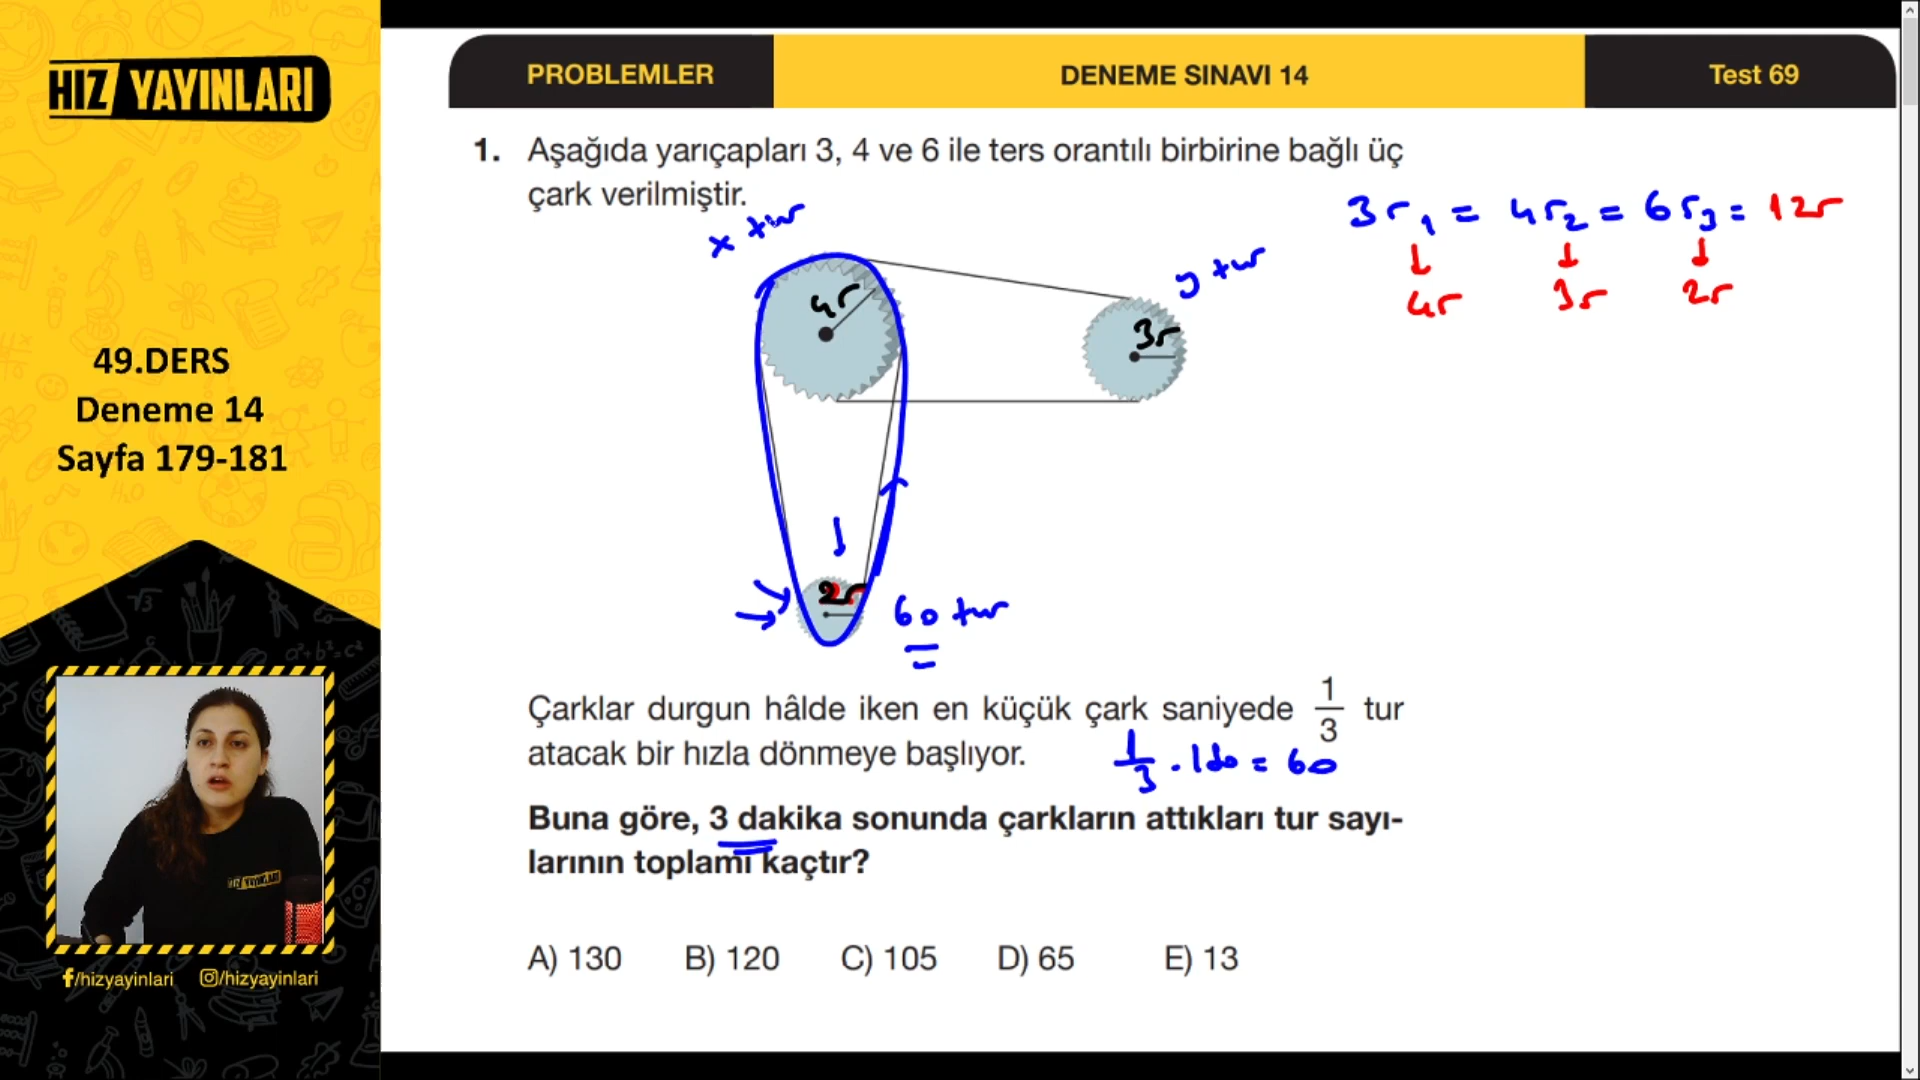 HIZ YAYINLARI
49.DERS
Deneme 14
Sayfa 179-181
HIZ YAYINLARI
/hizyayinlari /hizyayinlari
PROBLEMLER DENEME SINAVI 14 Test 69
1. Aşağıda yarıçapları 3, 4 ve 6 ile ters orantılı birbirine bağlı üç
çark verilmiştir.
3r₁ = 4r₂ = 6r₃ = 12r
4r 3r 2r
x tur
y tur
4r
3r
2r
60 tur
Çarklar durgun hâlde iken en küçük çark saniyede 1/3 tur
atacak bir hızla dönmeye başlıyor.
1/3 . 180 = 60
Buna göre, 3 dakika sonunda çarkların attıkları tur sayı-
larının toplamı kaçtır?
A) 130 B) 120 C) 105 D) 65 E) 13